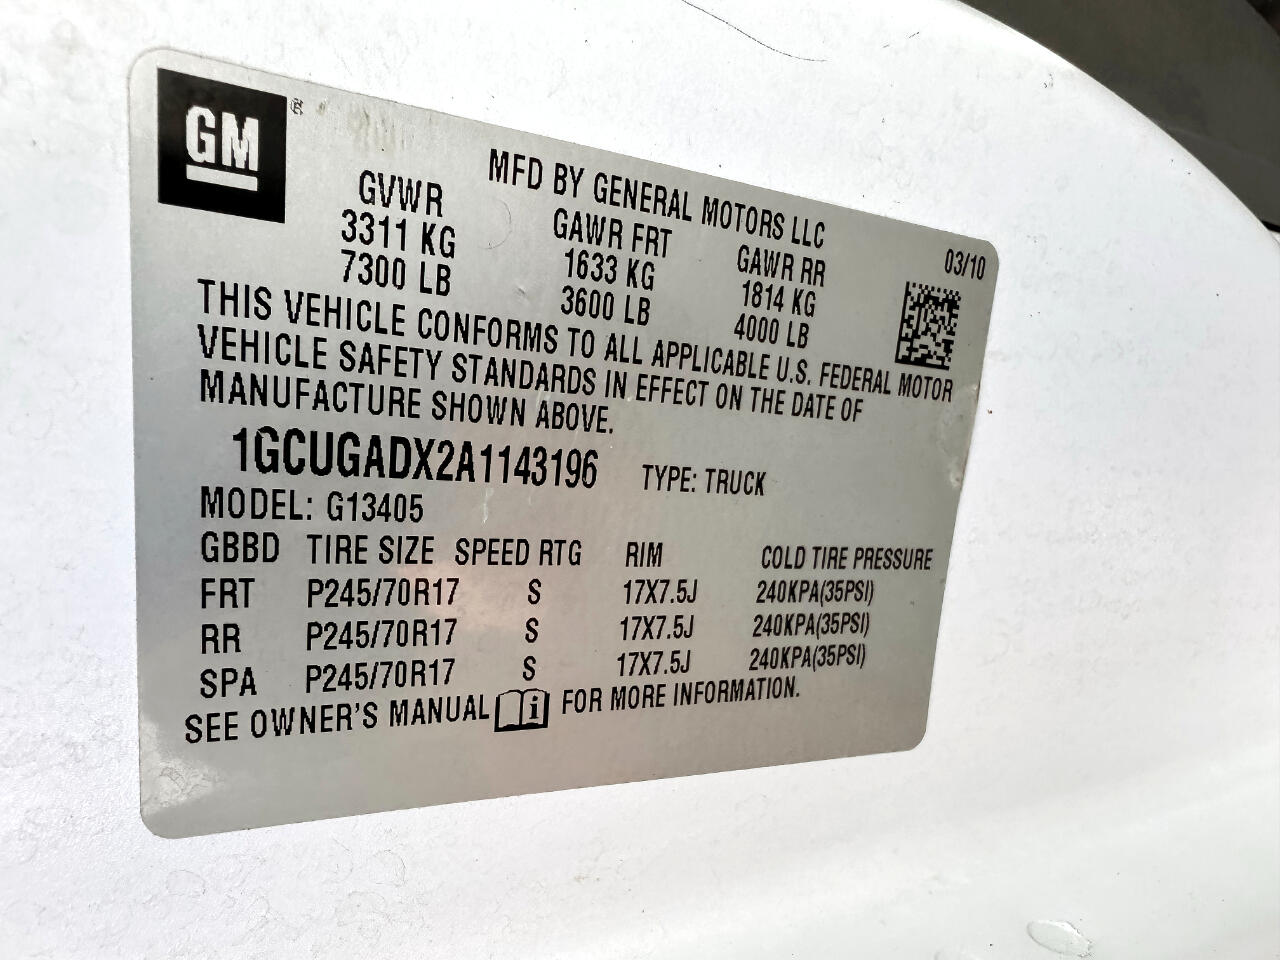 GM ®
MFD BY GENERAL MOTORS LLC
03/10
GVWR GAWR FRT GAWR RR
3311 KG 1633 KG 1814 KG
7300 LB 3600 LB 4000 LB
THIS VEHICLE CONFORMS TO ALL APPLICABLE U.S. FEDERAL MOTOR
VEHICLE SAFETY STANDARDS IN EFFECT ON THE DATE OF
MANUFACTURE SHOWN ABOVE.
1GCUGADX2A1143196 TYPE: TRUCK
MODEL: G13405
GBBD TIRE SIZE SPEED RTG RIM COLD TIRE PRESSURE
FRT P245/70R17 S 17X7.5J 240KPA(35PSI)
RR P245/70R17 S 17X7.5J 240KPA(35PSI)
SPA P245/70R17 S 17X7.5J 240KPA(35PSI)
SEE OWNER'S MANUAL i FOR MORE INFORMATION.